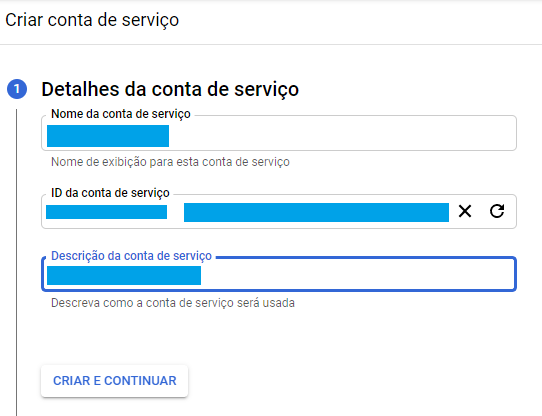 Criar conta de serviço
1 Detalhes da conta de serviço
Nome da conta de serviço
Nome de exibição para esta conta de serviço
ID da conta de serviço
Descrição da conta de serviço
Descreva como a conta de serviço será usada
CRIAR E CONTINUAR